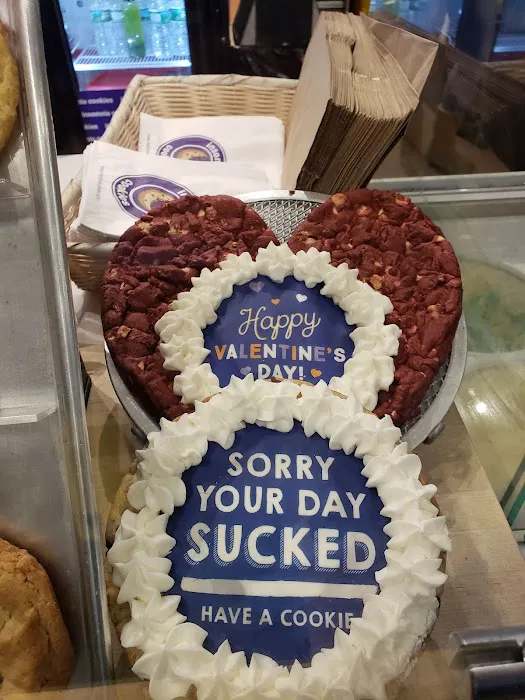 Happy
VALENTINE'S
DAY!
SORRY
YOUR DAY
SUCKED
HAVE A COOKIE